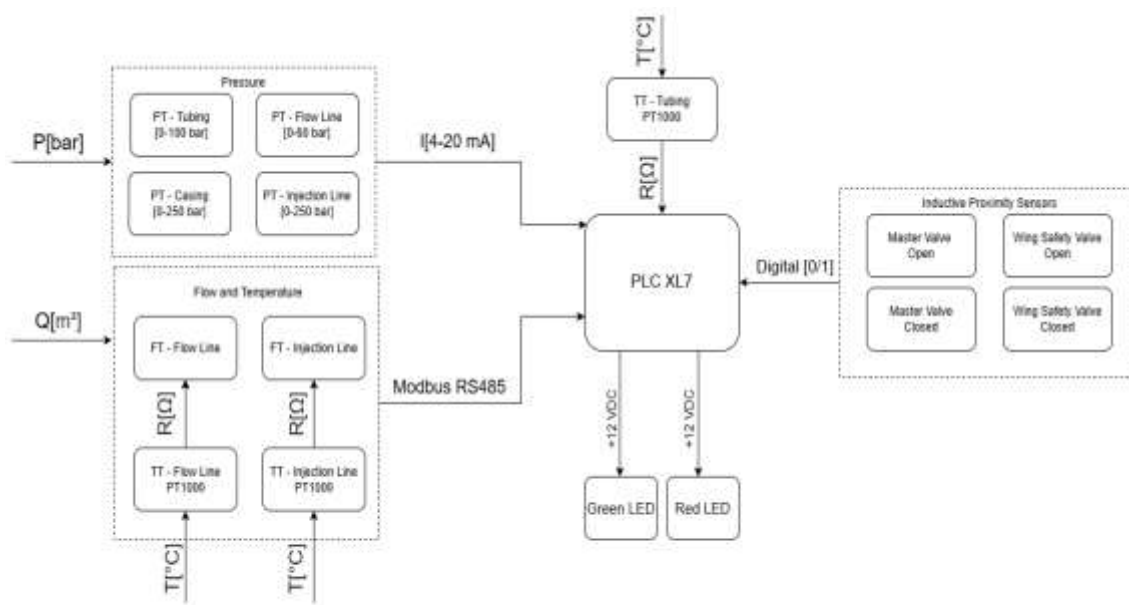 Pressure
PT - Tubing
[0-100 bar]
PT - Flow Line
[0-60 bar]
PT - Casing
[0-250 bar]
PT - Injection Line
[0-250 bar]
P[bar]
I[4-20 mA]
T[°C]
TT - Tubing
PT1000
R[Ω]
PLC XL7
Inductive Proximity Sensors
Master Valve
Open
Wing Safety Valve
Open
Master Valve
Closed
Wing Safety Valve
Closed
Digital [0/1]
Flow and Temperature
Q[m³]
FT - Flow Line
FT - Injection Line
R[Ω]
R[Ω]
Modbus RS485
TT - Flow Line
PT1000
TT - Injection Line
PT1000
T[°C]
T[°C]
+12 VDC
+12 VDC
Green LED
Red LED